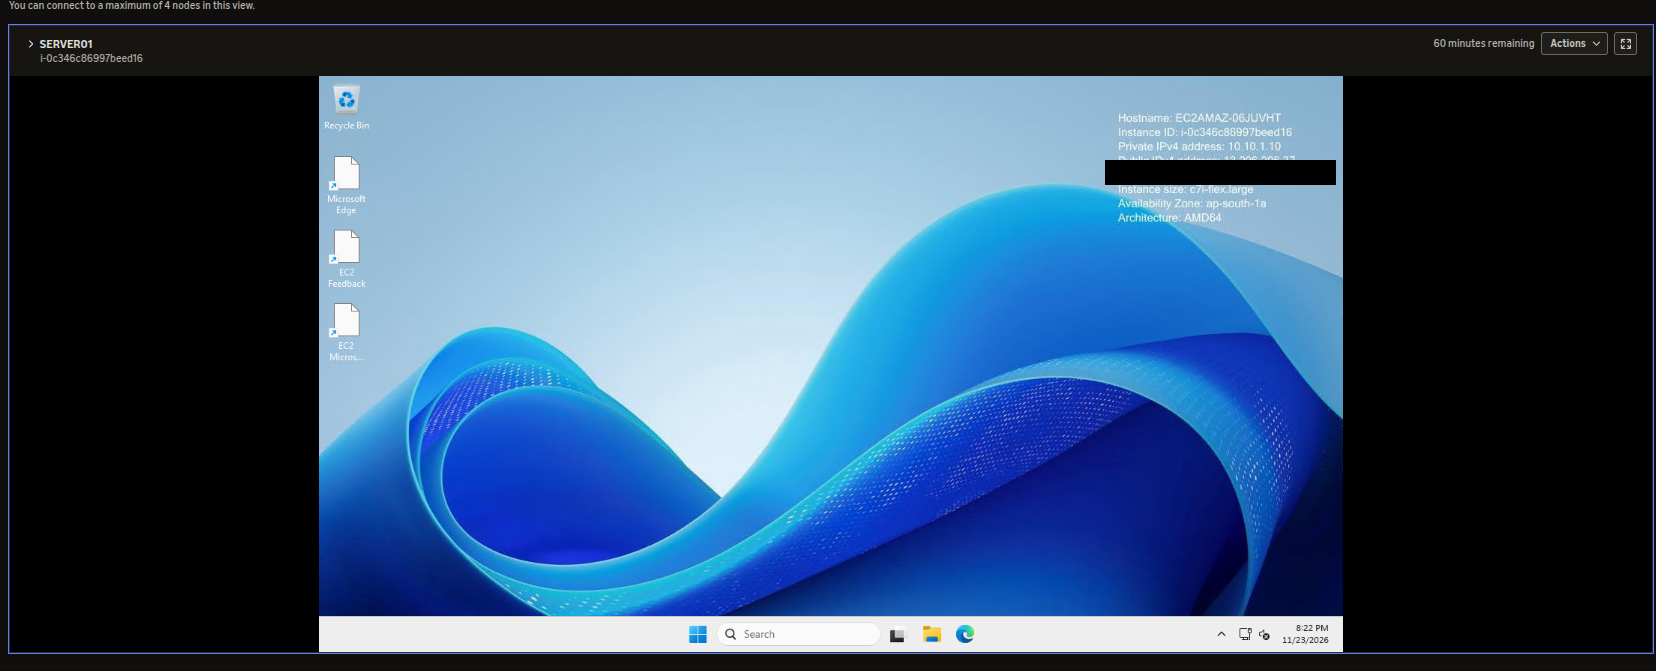 You can connect to a maximum of 4 nodes in this view.
SERVER01
i-0c346c86997beed16
60 minutes remaining
Actions
Recycle Bin
Microsoft
Edge
EC2
Feedback
EC2
Micros...
Hostname: EC2AMAZ-06JUVHT
Instance ID: i-0c346c86997beed16
Private IPv4 address: 10.10.1.10
Public IPv4 address:
Instance size: c7i-flex.large
Availability Zone: ap-south-1a
Architecture: AMD64
Search
8:22 PM
11/23/2026